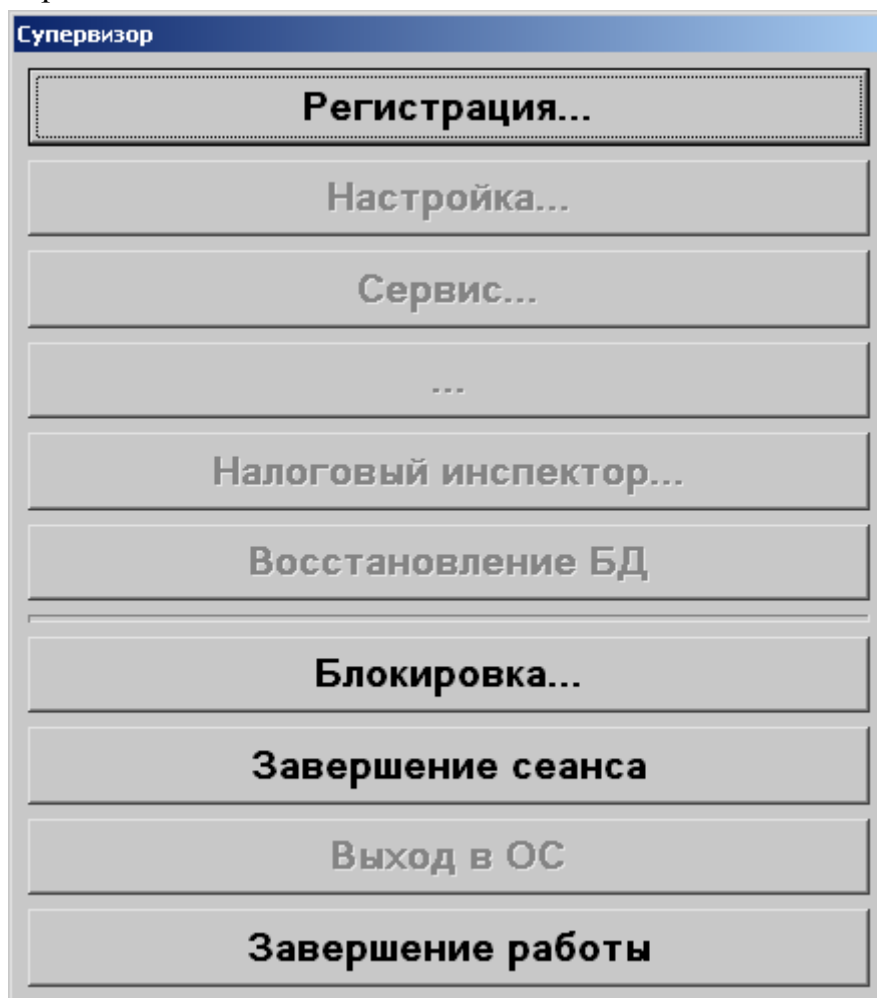 Супервизор
Регистрация...
Настройка...
Сервис...
...
Налоговый инспектор...
Восстановление БД
Блокировка...
Завершение сеанса
Выход в ОС
Завершение работы